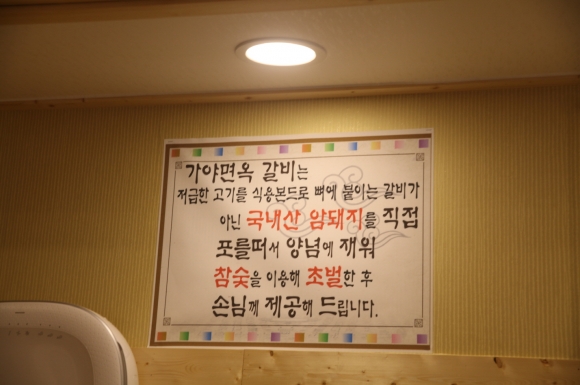 가야면옥 갈비는
저급한 고기를 식용본드로 뼈에 붙이는 갈비가
아닌 국내산 암돼지를 직접
포를떠서 양념에 재워
참숯을 이용해 초벌한 후
손님께 제공해 드립니다.